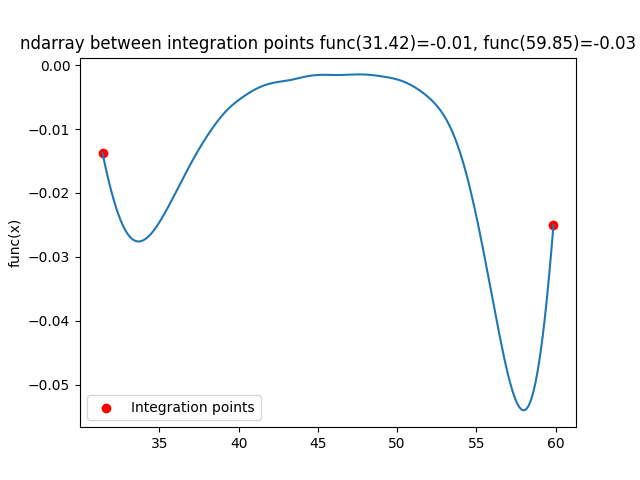 ndarray between integration points func(31.42)=-0.01, func(59.85)=-0.03
0.00
−0.01
−0.02
−0.03
−0.04
−0.05
func(x)
Integration points
35 40 45 50 55 60